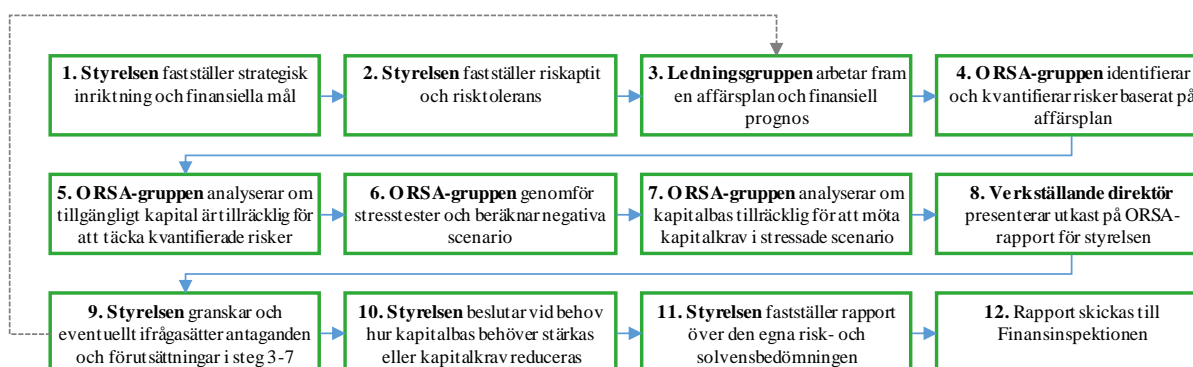 1. Styrelsen fastställer strategisk
inriktning och finansiella mål
2. Styrelsen fastställer riskaptit
och risktolerans
3. Ledningsgruppen arbetar fram
en affärsplan och finansiell
prognos
4. ORSA-gruppen identifierar
och kvantifierar risker baserat på
affärsplan
5. ORSA-gruppen analyserar om
tillgängligt kapital är tillräcklig för
att täcka kvantifierade risker
6. ORSA-gruppen genomför
stresstester och beräknar negativa
scenario
7. ORSA-gruppen analyserar om
kapitalbas tillräcklig för att möta
kapitalkrav i stressade scenario
8. Verkställande direktör
presenterar utkast på ORSA-
rapport för styrelsen
9. Styrelsen granskar och
eventuellt ifrågasätter antaganden
och förutsättningar i steg 3-7
10. Styrelsen beslutar vid behov
hur kapitalbas behöver stärkas
eller kapitalkrav reduceras
11. Styrelsen fastställer rapport
över den egna risk- och
solvensbedömningen
12. Rapport skickas till
Finansinspektionen